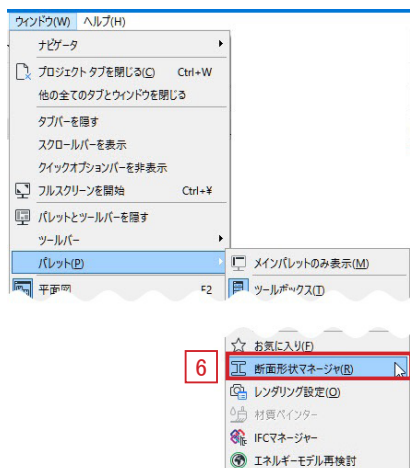 ウィンドウ(W) ヘルプ(H)
ナビゲータ
プロジェクトタブを閉じる(C) Ctrl+W
他の全てのタブとウィンドウを閉じる
タブバーを隠す
スクロールバーを表示
クイックオプションバーを非表示
フルスクリーンを開始 Ctrl+¥
パレットとツールバーを隠す
ツールバー
パレット(P)
メインパレットのみ表示(M)
平面図 F2
ツールボックス(T)
お気に入り(F)
6 断面形状マネージャ(R)
レンダリング設定(O)
材質ペインター
IFCマネージャー
エネルギーモデル再検討